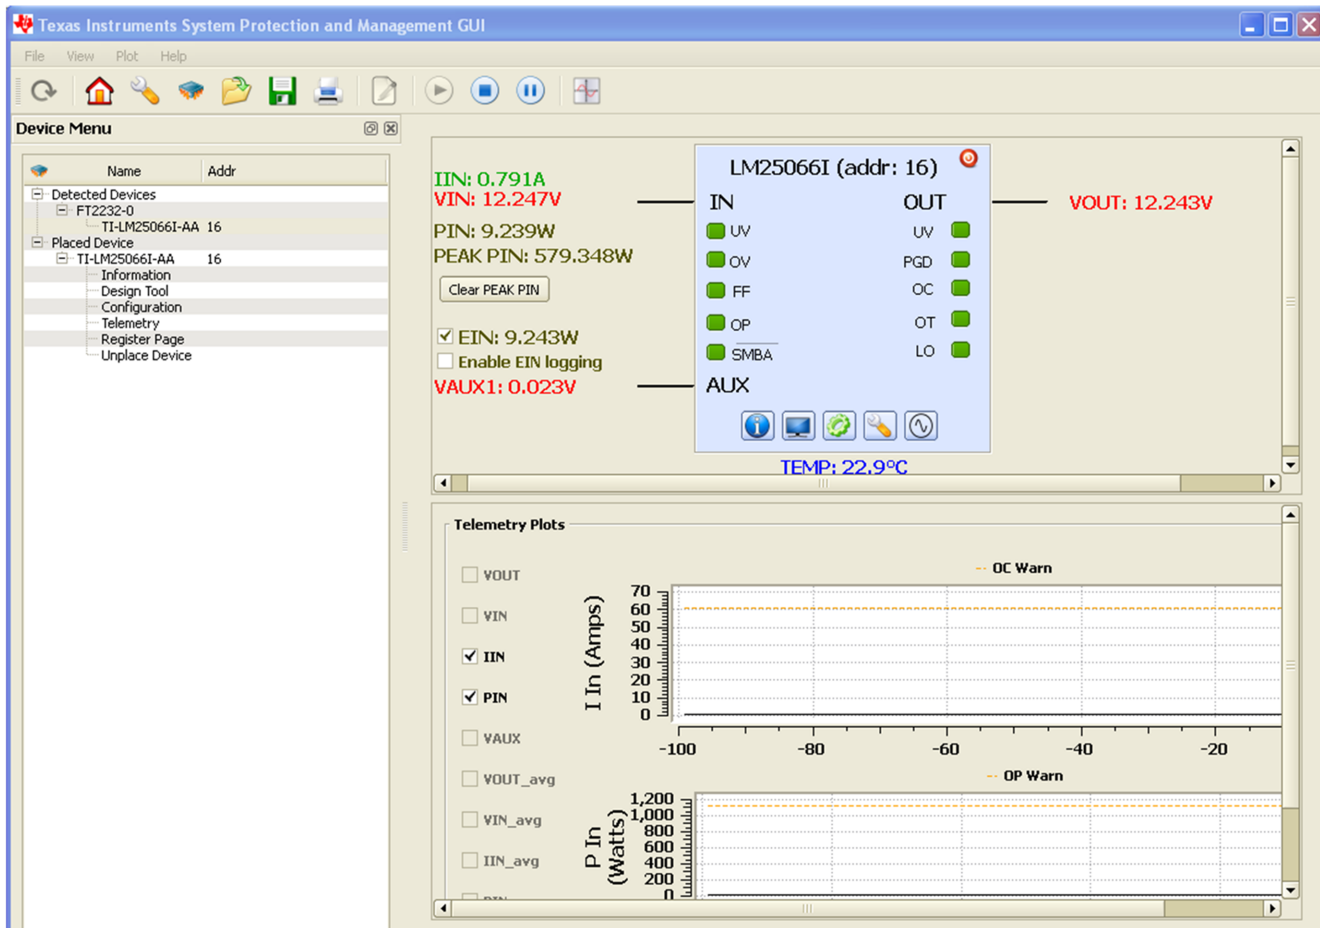 Texas Instruments System Protection and Management GUI
File View Plot Help
Device Menu
Name Addr
Detected Devices
FT2232-0
TI-LM25066I-AA 16
Placed Device
TI-LM25066I-AA 16
Information
Design Tool
Configuration
Telemetry
Register Page
Unplace Device
IIN: 0.791A
VIN: 12.247V
PIN: 9.239W
PEAK PIN: 579.348W
Clear PEAK PIN
EIN: 9.243W
Enable EIN logging
VAUX1: 0.023V
LM25066I (addr: 16)
IN OUT
UV UV
OV PGD
FF OC
OP OT
SMBA LO
AUX
VOUT: 12.243V
TEMP: 22.9°C
Telemetry Plots
VOUT
VIN
IIN
PIN
VAUX
VOUT_avg
VIN_avg
IIN_avg
OC Warn
I In (Amps)
70
60
50
40
30
20
10
0
-100 -80 -60 -40 -20
OP Warn
P In
(Watts)
1,200
1,000
800
600
400
200
0